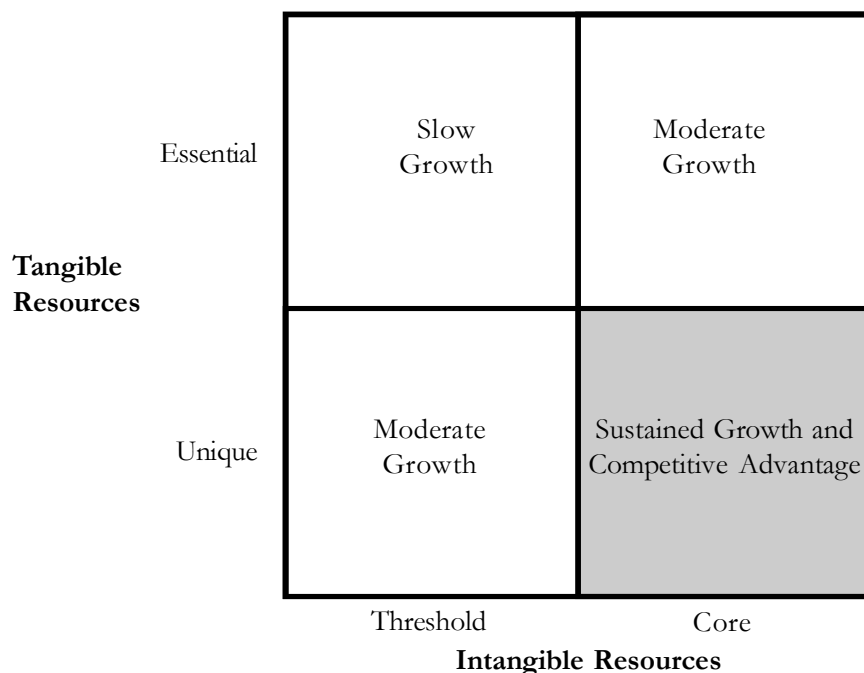 Slow
Growth
Moderate
Growth
Essential
Tangible
Resources
Moderate
Growth
Sustained Growth and
Competitive Advantage
Unique
Threshold
Core
Intangible Resources